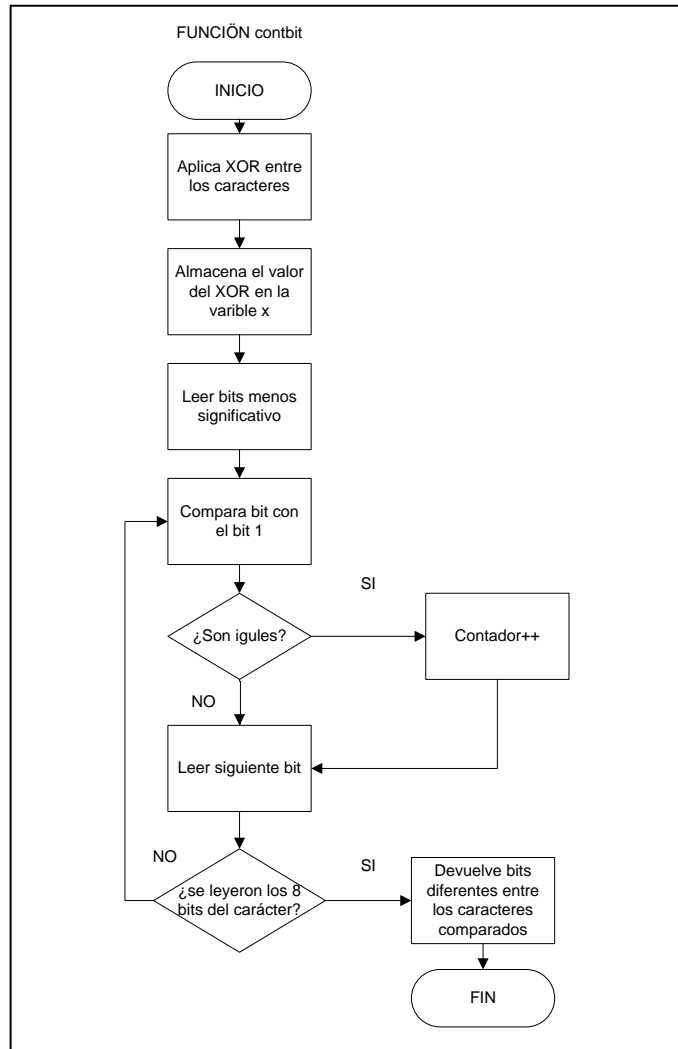 FUNCIÖN contbit
INICIO
Aplica XOR entre
los caracteres
Almacena el valor
del XOR en la
varible x
Leer bits menos
significativo
Compara bit con
el bit 1
SI
¿Son igules?
Contador++
NO
Leer siguiente bit
NO
SI
¿se leyeron los 8
bits del carácter?
Devuelve bits
diferentes entre
los caracteres
comparados
FIN